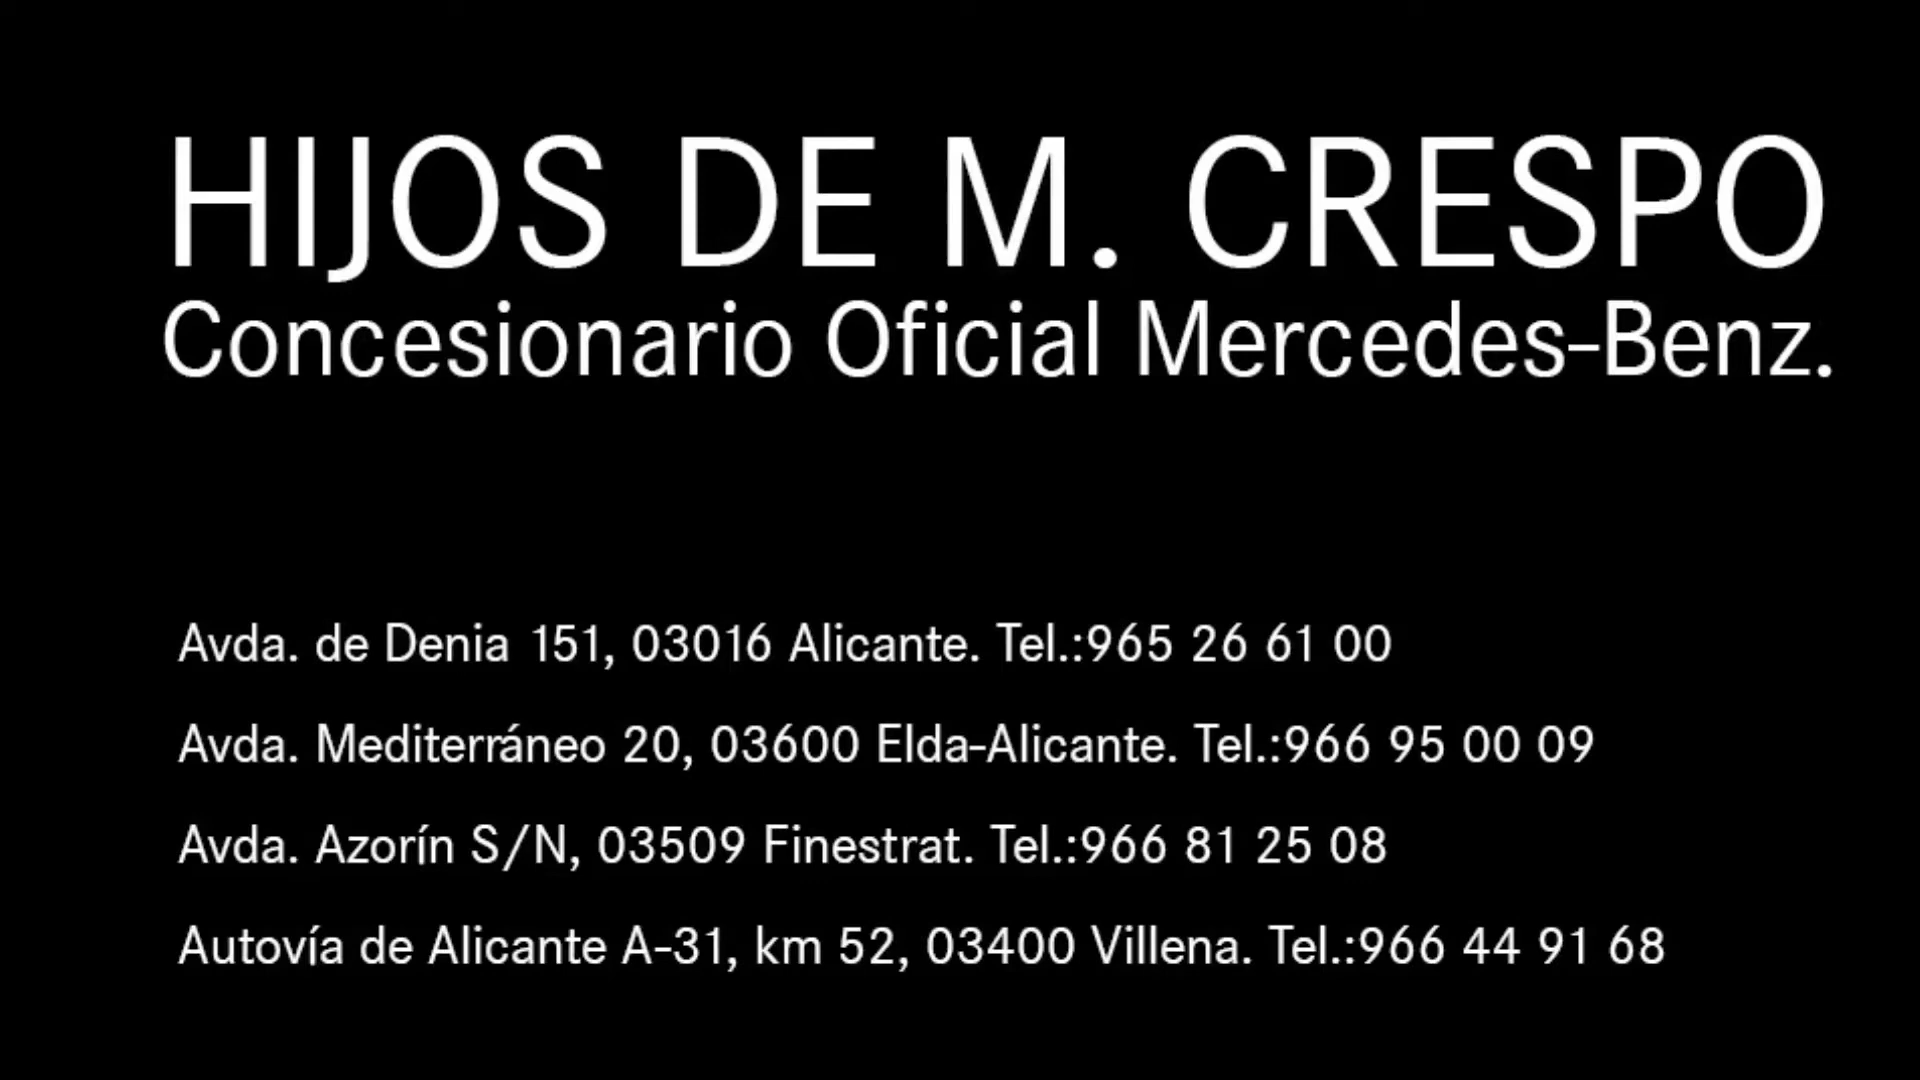 HIJOS DE M. CRESPO
Concesionario Oficial Mercedes-Benz.
Avda. de Denia 151, 03016 Alicante. Tel.:965 26 61 00
Avda. Mediterráneo 20, 03600 Elda-Alicante. Tel.:966 95 00 09
Avda. Azorín S/N, 03509 Finestrat. Tel.:966 81 25 08
Autovía de Alicante A-31, km 52, 03400 Villena. Tel.:966 44 91 68